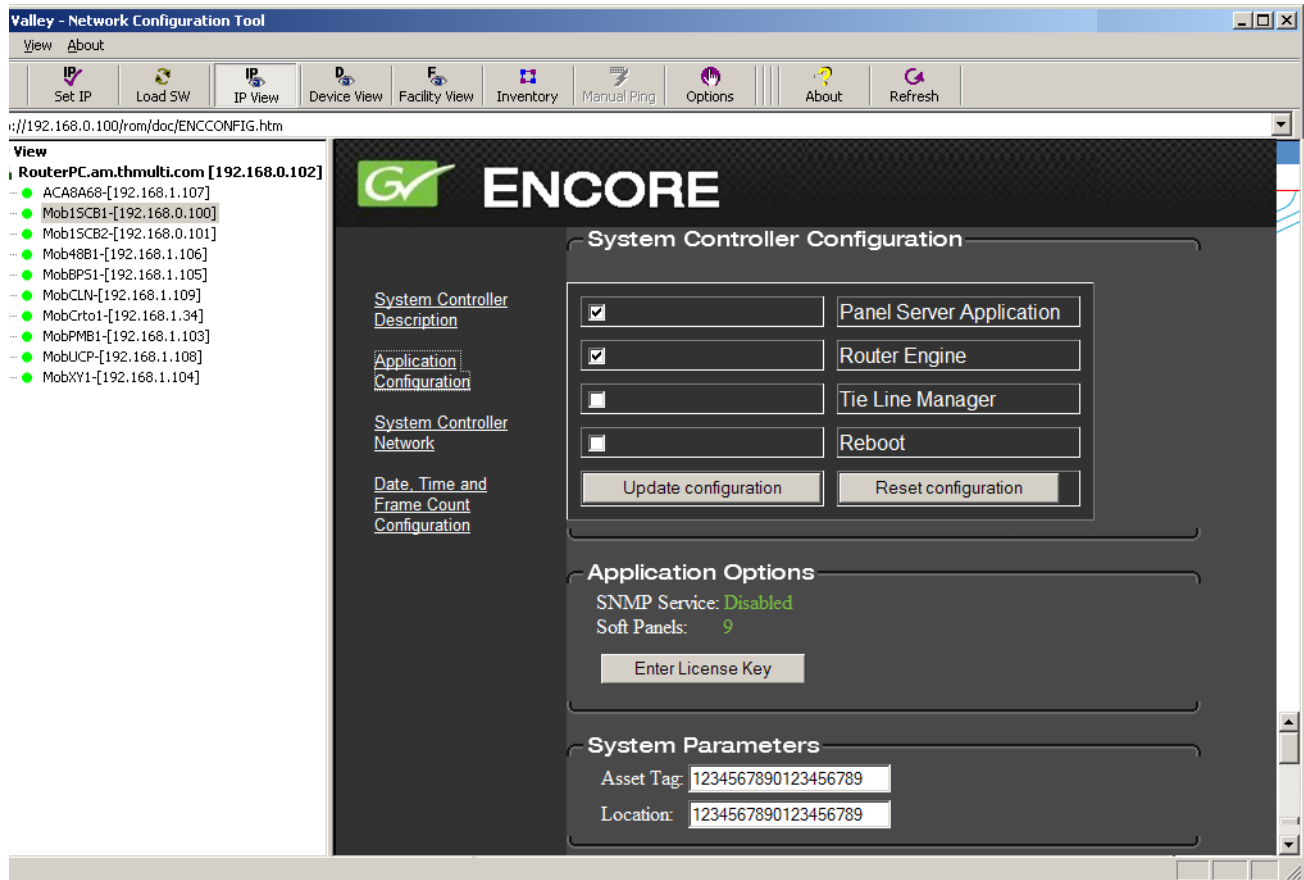 Valley - Network Configuration Tool
View About
IP
Set IP
Load SW
IP
IP View
D
Device View
F
Facility View
Inventory
Manual Ping
Options
About
Refresh
://192.168.0.100/rom/doc/ENCCONFIG.htm
View
RouterPC.am.thmulti.com [192.168.0.102]
ACA8A68-[192.168.1.107]
Mob1SCB1-[192.168.0.100]
Mob1SCB2-[192.168.0.101]
Mob48B1-[192.168.1.106]
MobBPS1-[192.168.1.105]
MobCLN-[192.168.1.109]
MobCrto1-[192.168.1.34]
MobPMB1-[192.168.1.103]
MobUCP-[192.168.1.108]
MobXY1-[192.168.1.104]
GV ENCORE
System Controller
Description
Application
Configuration
System Controller
Network
Date, Time and
Frame Count
Configuration
System Controller Configuration
Panel Server Application
Router Engine
Tie Line Manager
Reboot
Update configuration
Reset configuration
Application Options
SNMP Service: Disabled
Soft Panels: 9
Enter License Key
System Parameters
Asset Tag: 1234567890123456789
Location: 1234567890123456789